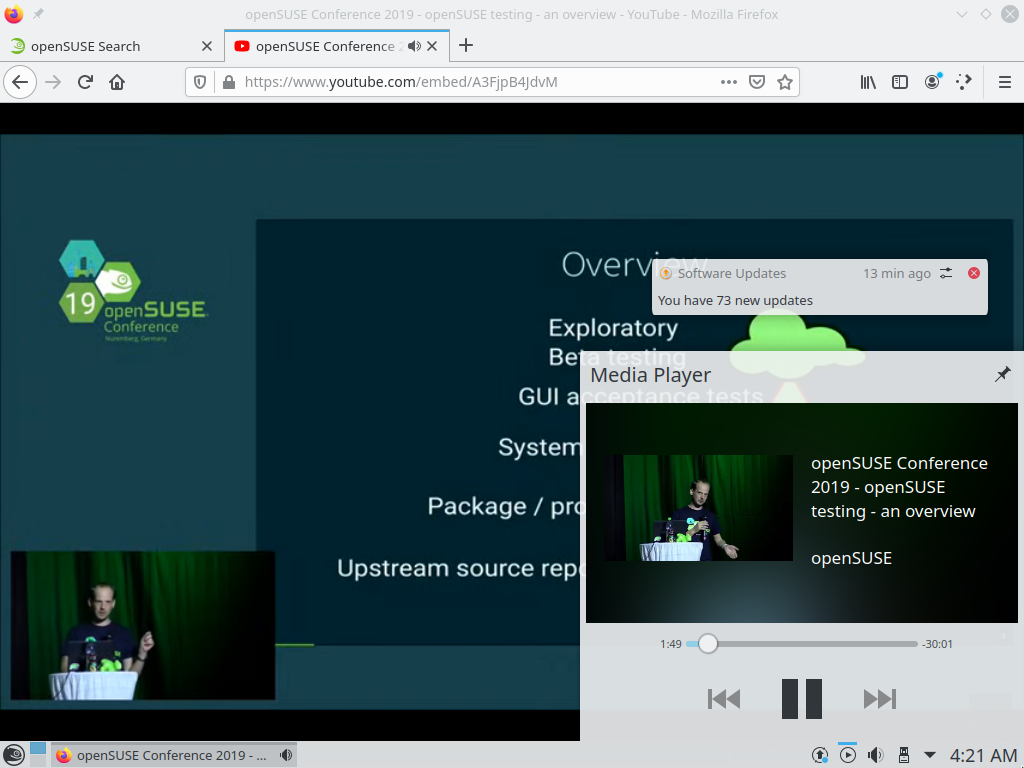 openSUSE Conference 2019 - openSUSE testing - an overview - YouTube - Mozilla Firefox
openSUSE Search
openSUSE Conference 2
https://www.youtube.com/embed/A3FjpB4JdvM
19 openSUSE
Conference
Nuremberg, Germany
Overview
Software Updates 13 min ago
You have 73 new updates
Exploratory
Beta testing
GUI acceptance tests
System
Package / pro
Upstream source repo
Media Player
openSUSE Conference
2019 - openSUSE
testing - an overview
openSUSE
1:49 -30:01
openSUSE Conference 2019 - ...
4:21 AM